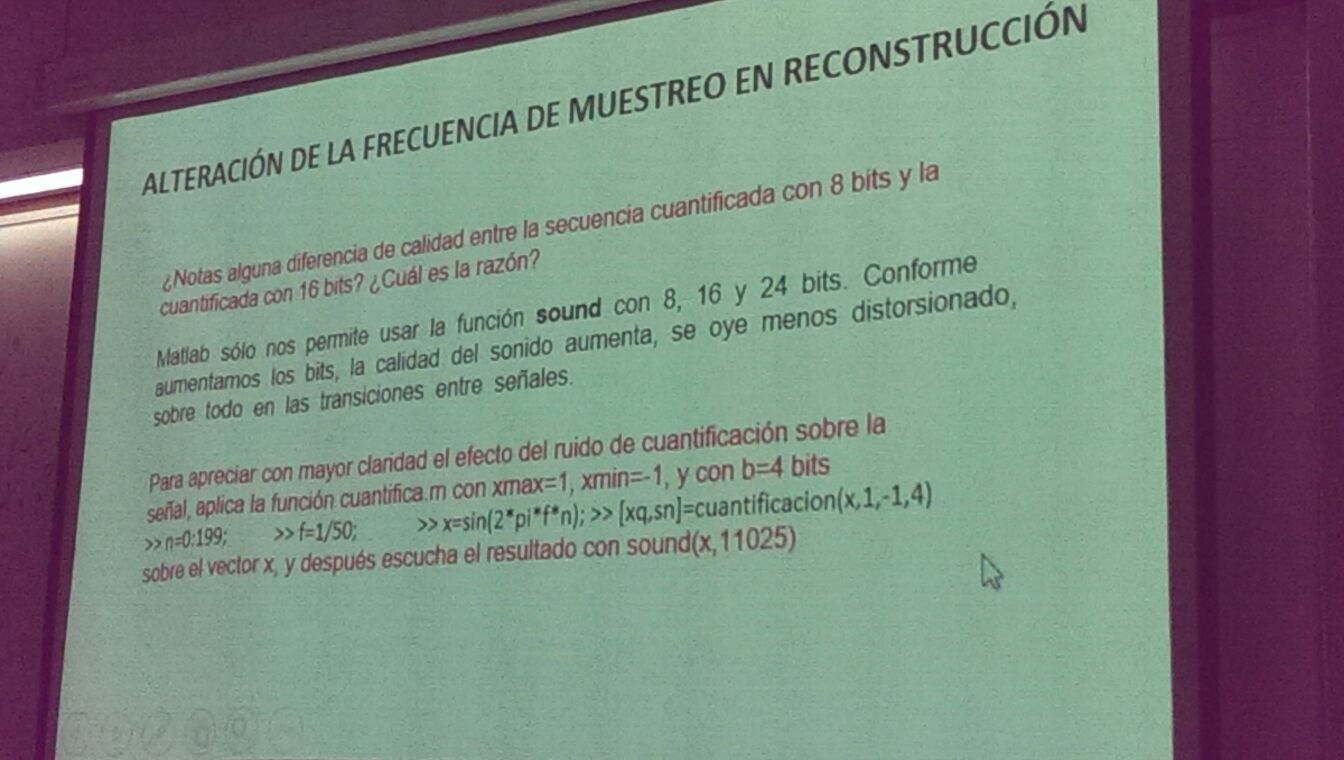 ALTERACIÓN DE LA FRECUENCIA DE MUESTREO EN RECONSTRUCCIÓN
¿Notas alguna diferencia de calidad entre la secuencia cuantificada con 8 bits y la
cuantificada con 16 bits? ¿Cuál es la razón?
Matlab sólo nos permite usar la función sound con 8, 16 y 24 bits. Conforme
aumentamos los bits, la calidad del sonido aumenta, se oye menos distorsionado,
sobre todo en las transiciones entre señales.
Para apreciar con mayor claridad el efecto del ruido de cuantificación sobre la
señal, aplica la función cuantifica.m con xmax=1, xmin=-1, y con b=4 bits
>> n=0:199; >> f=1/50; >> x=sin(2*pi*f*n); >> [xq,sn]=cuantificacion(x,1,-1,4)
sobre el vector x, y después escucha el resultado con sound(x,11025)